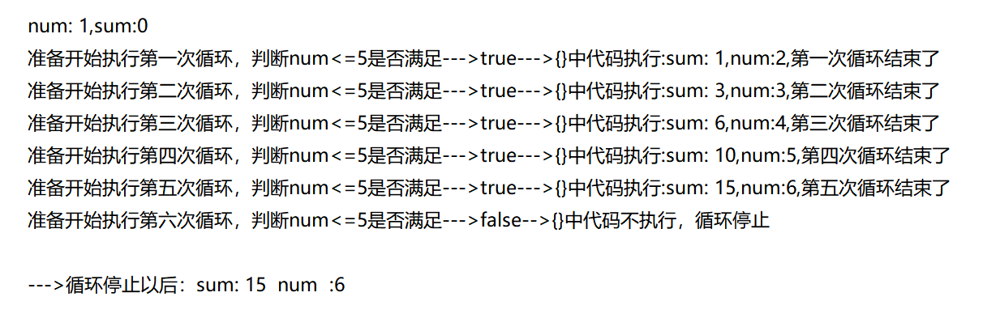 num: 1,sum:0
准备开始执行第一次循环，判断num<=5是否满足--->true--->{}中代码执行:sum: 1,num:2,第一次循环结束了
准备开始执行第二次循环，判断num<=5是否满足--->true--->{}中代码执行:sum: 3,num:3,第二次循环结束了
准备开始执行第三次循环，判断num<=5是否满足--->true--->{}中代码执行:sum: 6,num:4,第三次循环结束了
准备开始执行第四次循环，判断num<=5是否满足--->true--->{}中代码执行:sum: 10,num:5,第四次循环结束了
准备开始执行第五次循环，判断num<=5是否满足--->true--->{}中代码执行:sum: 15,num:6,第五次循环结束了
准备开始执行第六次循环，判断num<=5是否满足--->false-->{}中代码不执行，循环停止
--->循环停止以后：sum: 15  num  :6